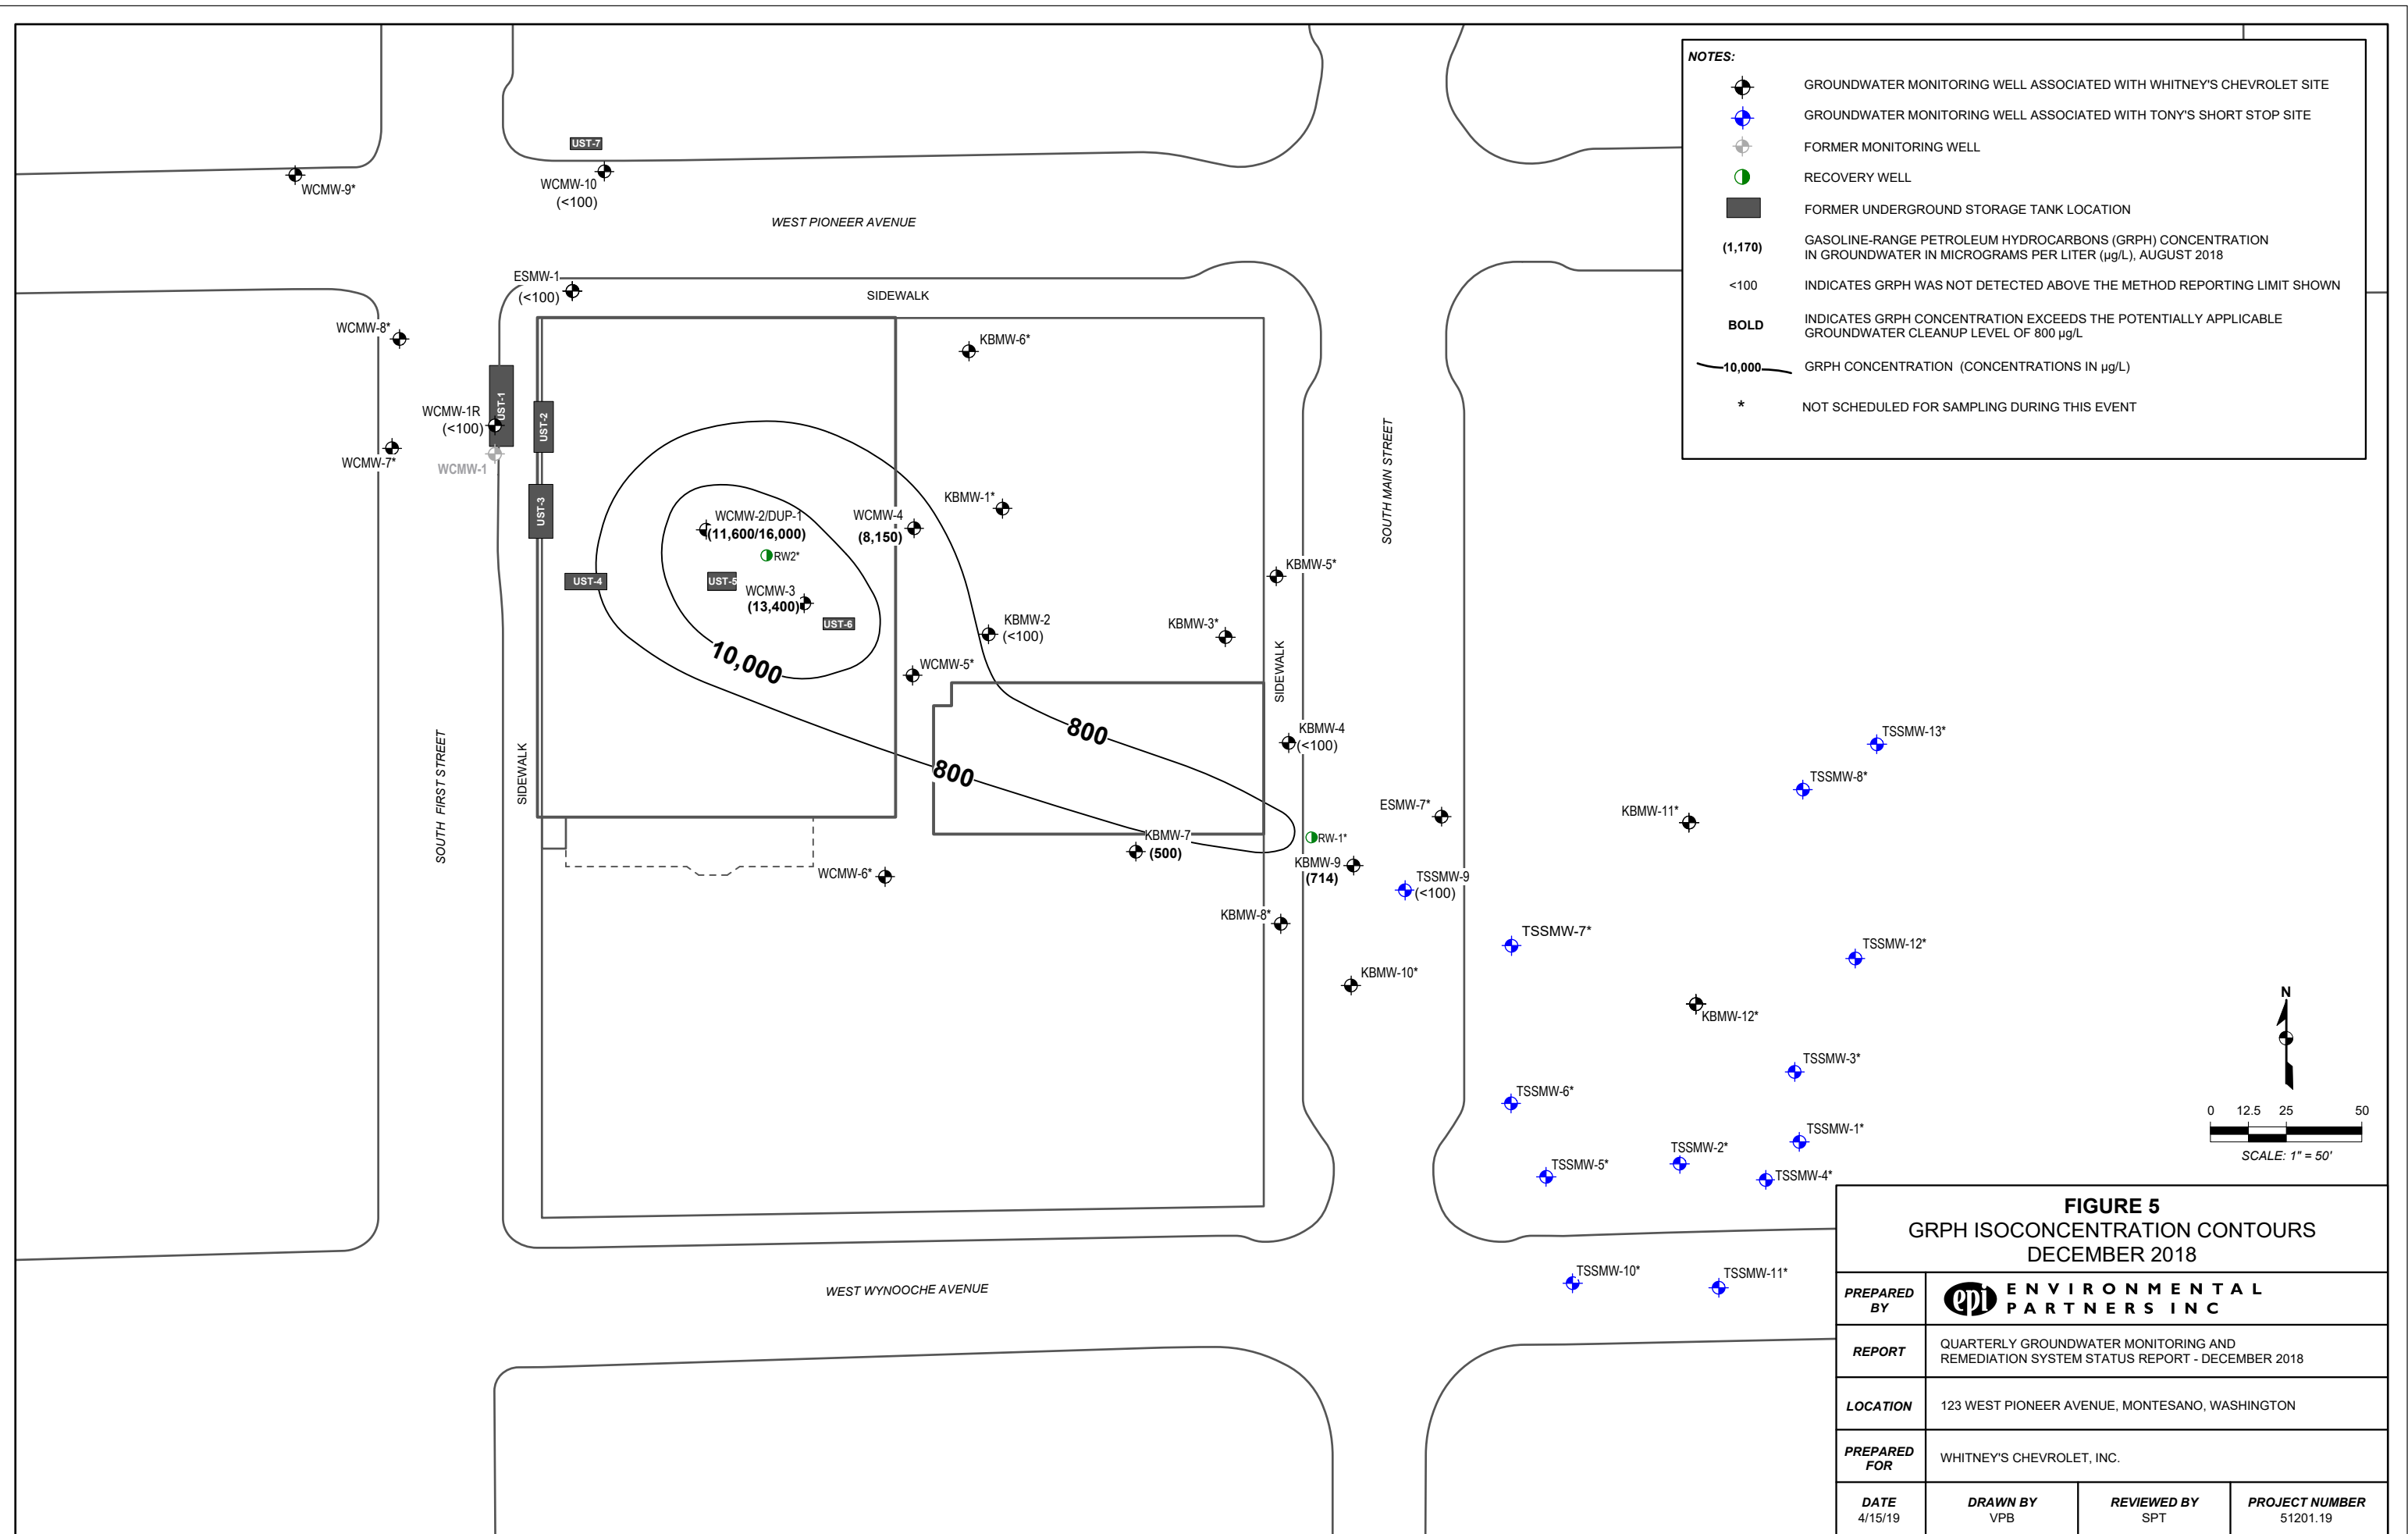 NOTES:
GROUNDWATER MONITORING WELL ASSOCIATED WITH WHITNEY'S CHEVROLET SITE
GROUNDWATER MONITORING WELL ASSOCIATED WITH TONY'S SHORT STOP SITE
FORMER MONITORING WELL
RECOVERY WELL
FORMER UNDERGROUND STORAGE TANK LOCATION
(1,170) GASOLINE-RANGE PETROLEUM HYDROCARBONS (GRPH) CONCENTRATION
IN GROUNDWATER IN MICROGRAMS PER LITER (µg/L), AUGUST 2018
<100 INDICATES GRPH WAS NOT DETECTED ABOVE THE METHOD REPORTING LIMIT SHOWN
BOLD INDICATES GRPH CONCENTRATION EXCEEDS THE POTENTIALLY APPLICABLE
GROUNDWATER CLEANUP LEVEL OF 800 µg/L
10,000 GRPH CONCENTRATION (CONCENTRATIONS IN µg/L)
* NOT SCHEDULED FOR SAMPLING DURING THIS EVENT
UST-7
WCMW-9*
WCMW-10
(<100)
WEST PIONEER AVENUE
ESMW-1
(<100)
SIDEWALK
WCMW-8*
KBMW-6*
UST-1
UST-2
WCMW-1R
(<100)
WCMW-7*
WCMW-1
UST-3
SOUTH MAIN STREET
KBMW-1*
WCMW-2/DUP-1
(11,600/16,000)
WCMW-4
(8,150)
RW2*
UST-4
UST-5
WCMW-3
(13,400)
UST-6
KBMW-5*
KBMW-2
(<100)
KBMW-3*
10,000
WCMW-5*
SIDEWALK
800
KBMW-4
(<100)
TSSMW-13*
SOUTH FIRST STREET
SIDEWALK
800
TSSMW-8*
ESMW-7*
KBMW-11*
KBMW-7
(500)
RW-1*
KBMW-9
(714)
WCMW-6*
TSSMW-9
(<100)
KBMW-8*
TSSMW-7*
TSSMW-12*
KBMW-10*
KBMW-12*
N
TSSMW-3*
TSSMW-6*
0 12.5 25 50
SCALE: 1" = 50'
TSSMW-1*
TSSMW-2*
TSSMW-5*
TSSMW-4*
TSSMW-10*
TSSMW-11*
WEST WYNOOCHE AVENUE
FIGURE 5
GRPH ISOCONCENTRATION CONTOURS
DECEMBER 2018
PREPARED
BY
epi ENVIRONMENTAL
PARTNERS INC
REPORT
QUARTERLY GROUNDWATER MONITORING AND
REMEDIATION SYSTEM STATUS REPORT - DECEMBER 2018
LOCATION
123 WEST PIONEER AVENUE, MONTESANO, WASHINGTON
PREPARED
FOR
WHITNEY'S CHEVROLET, INC.
DATE
4/15/19
DRAWN BY
VPB
REVIEWED BY
SPT
PROJECT NUMBER
51201.19